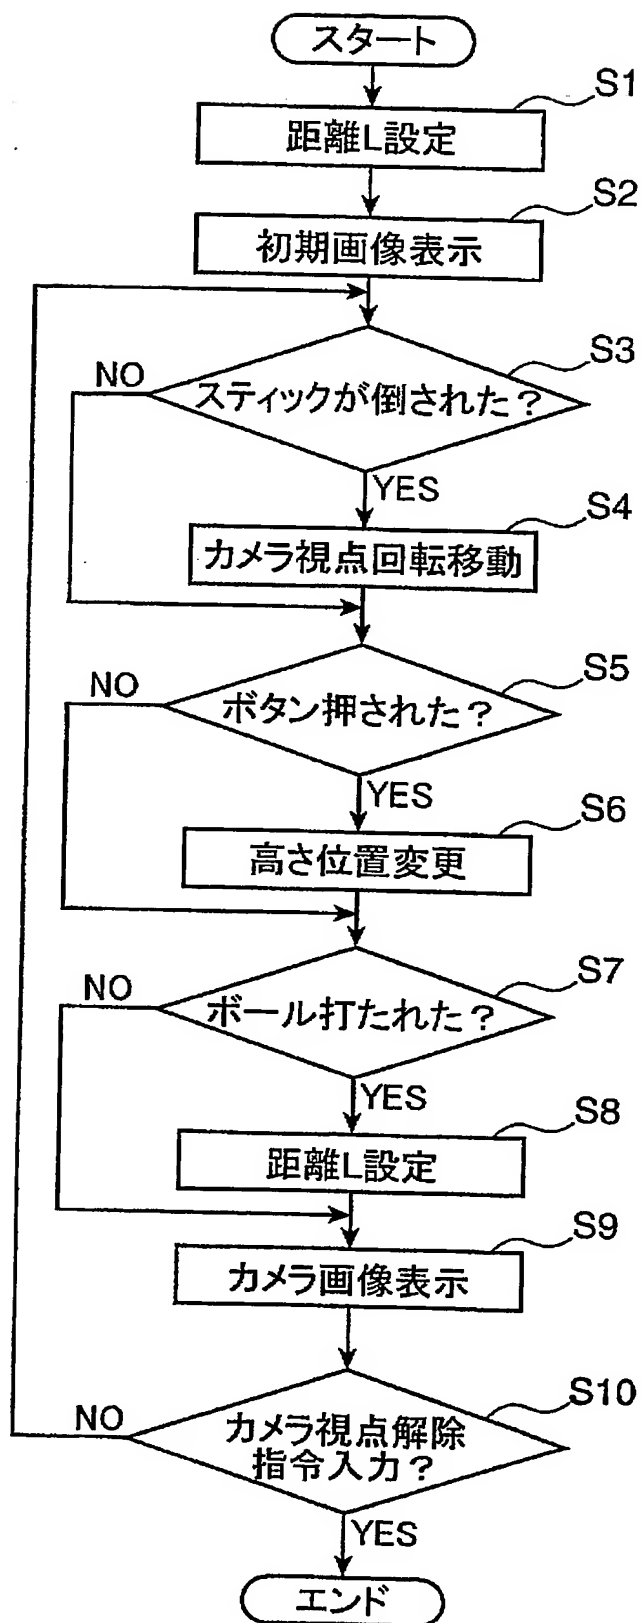 スタート
S1
距離L設定
S2
初期画像表示
S3
NO
スティックが倒された?
YES
S4
カメラ視点回転移動
S5
NO
ボタン押された?
YES
S6
高さ位置変更
S7
NO
ボール打たれた?
YES
S8
距離L設定
S9
カメラ画像表示
S10
NO
カメラ視点解除
指令入力?
YES
エンド